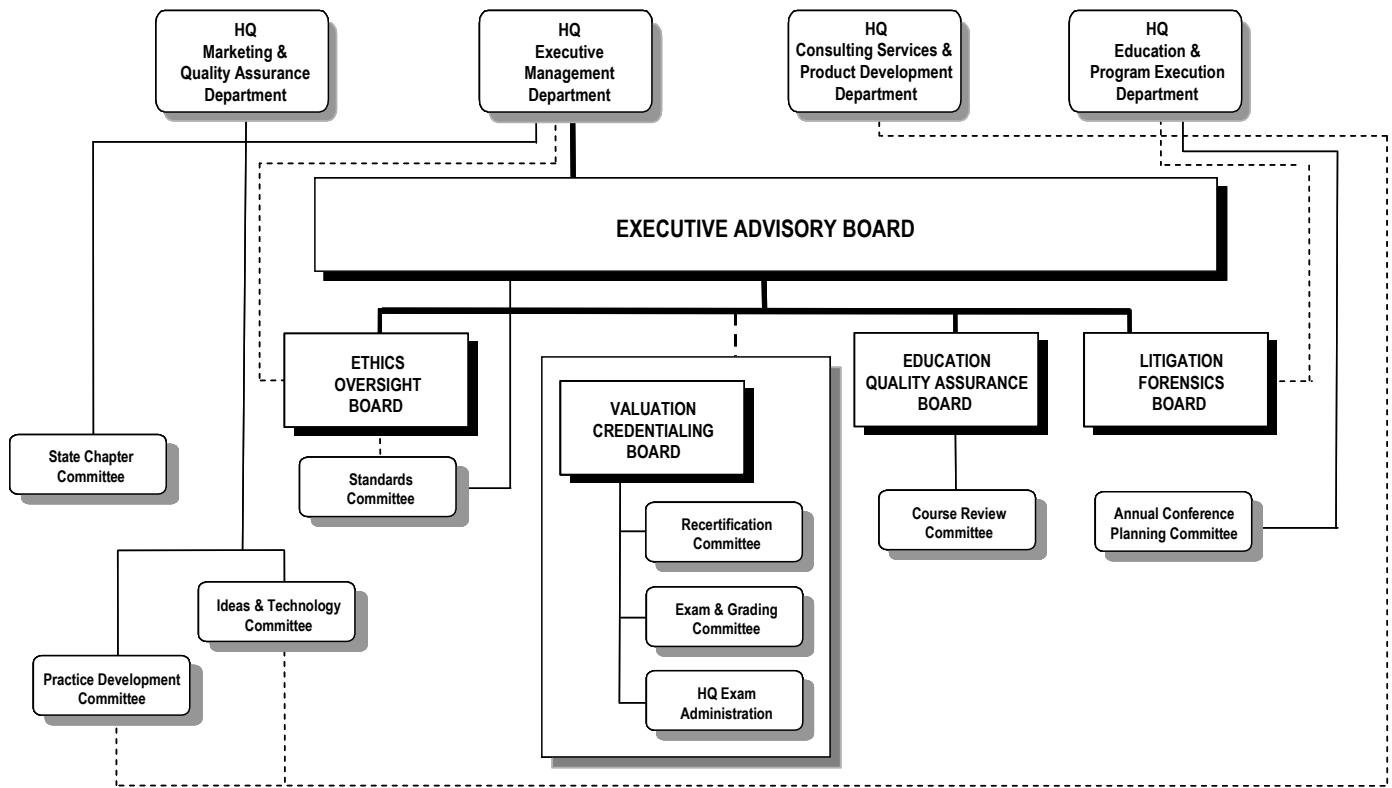 HQ
Marketing &
Quality Assurance
Department
HQ
Executive
Management
Department
HQ
Consulting Services &
Product Development
Department
HQ
Education &
Program Execution
Department
EXECUTIVE ADVISORY BOARD
ETHICS
OVERSIGHT
BOARD
VALUATION
CREDENTIALING
BOARD
EDUCATION
QUALITY ASSURANCE
BOARD
LITIGATION
FORENSICS
BOARD
State Chapter
Committee
Standards
Committee
Recertification
Committee
Course Review
Committee
Annual Conference
Planning Committee
Ideas & Technology
Committee
Exam & Grading
Committee
Practice Development
Committee
HQ Exam
Administration